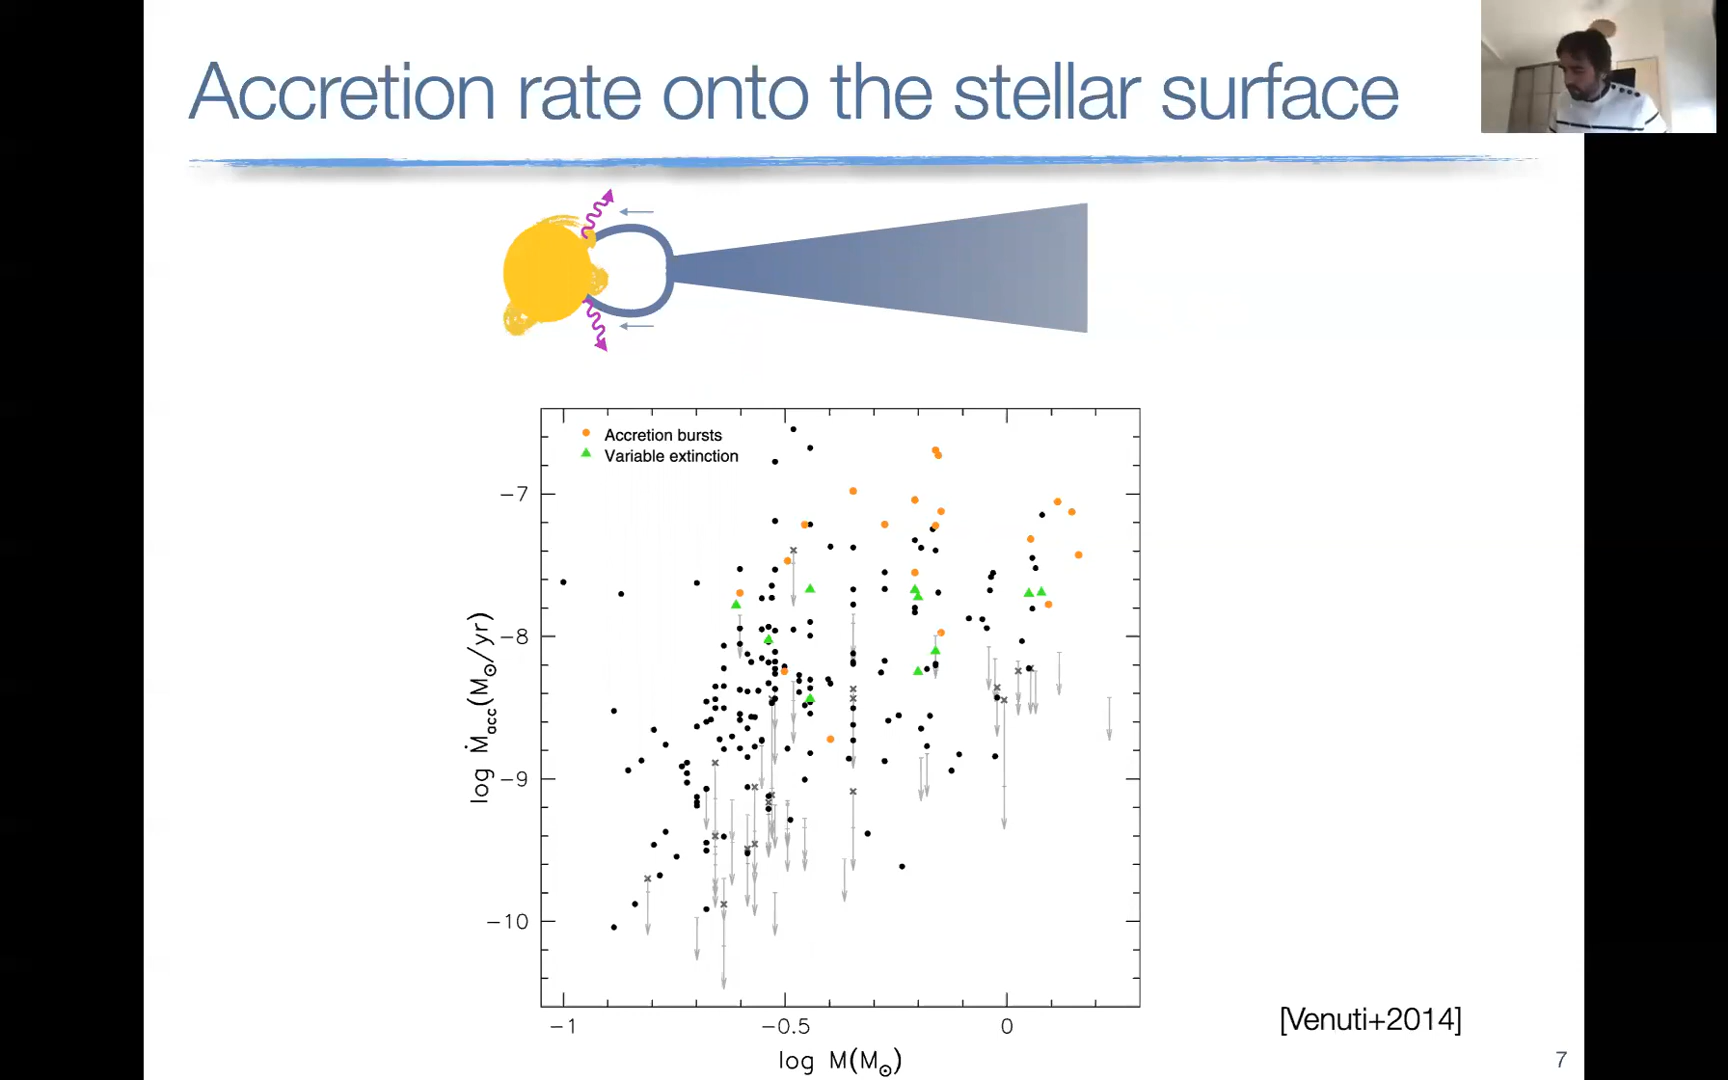 Accretion rate onto the stellar surface
Accretion bursts
Variable extinction
−7
−8
−9
−10
log Ṁacc(M⊙/yr)
−1 −0.5 0
log M(M⊙)
[Venuti+2014]
7